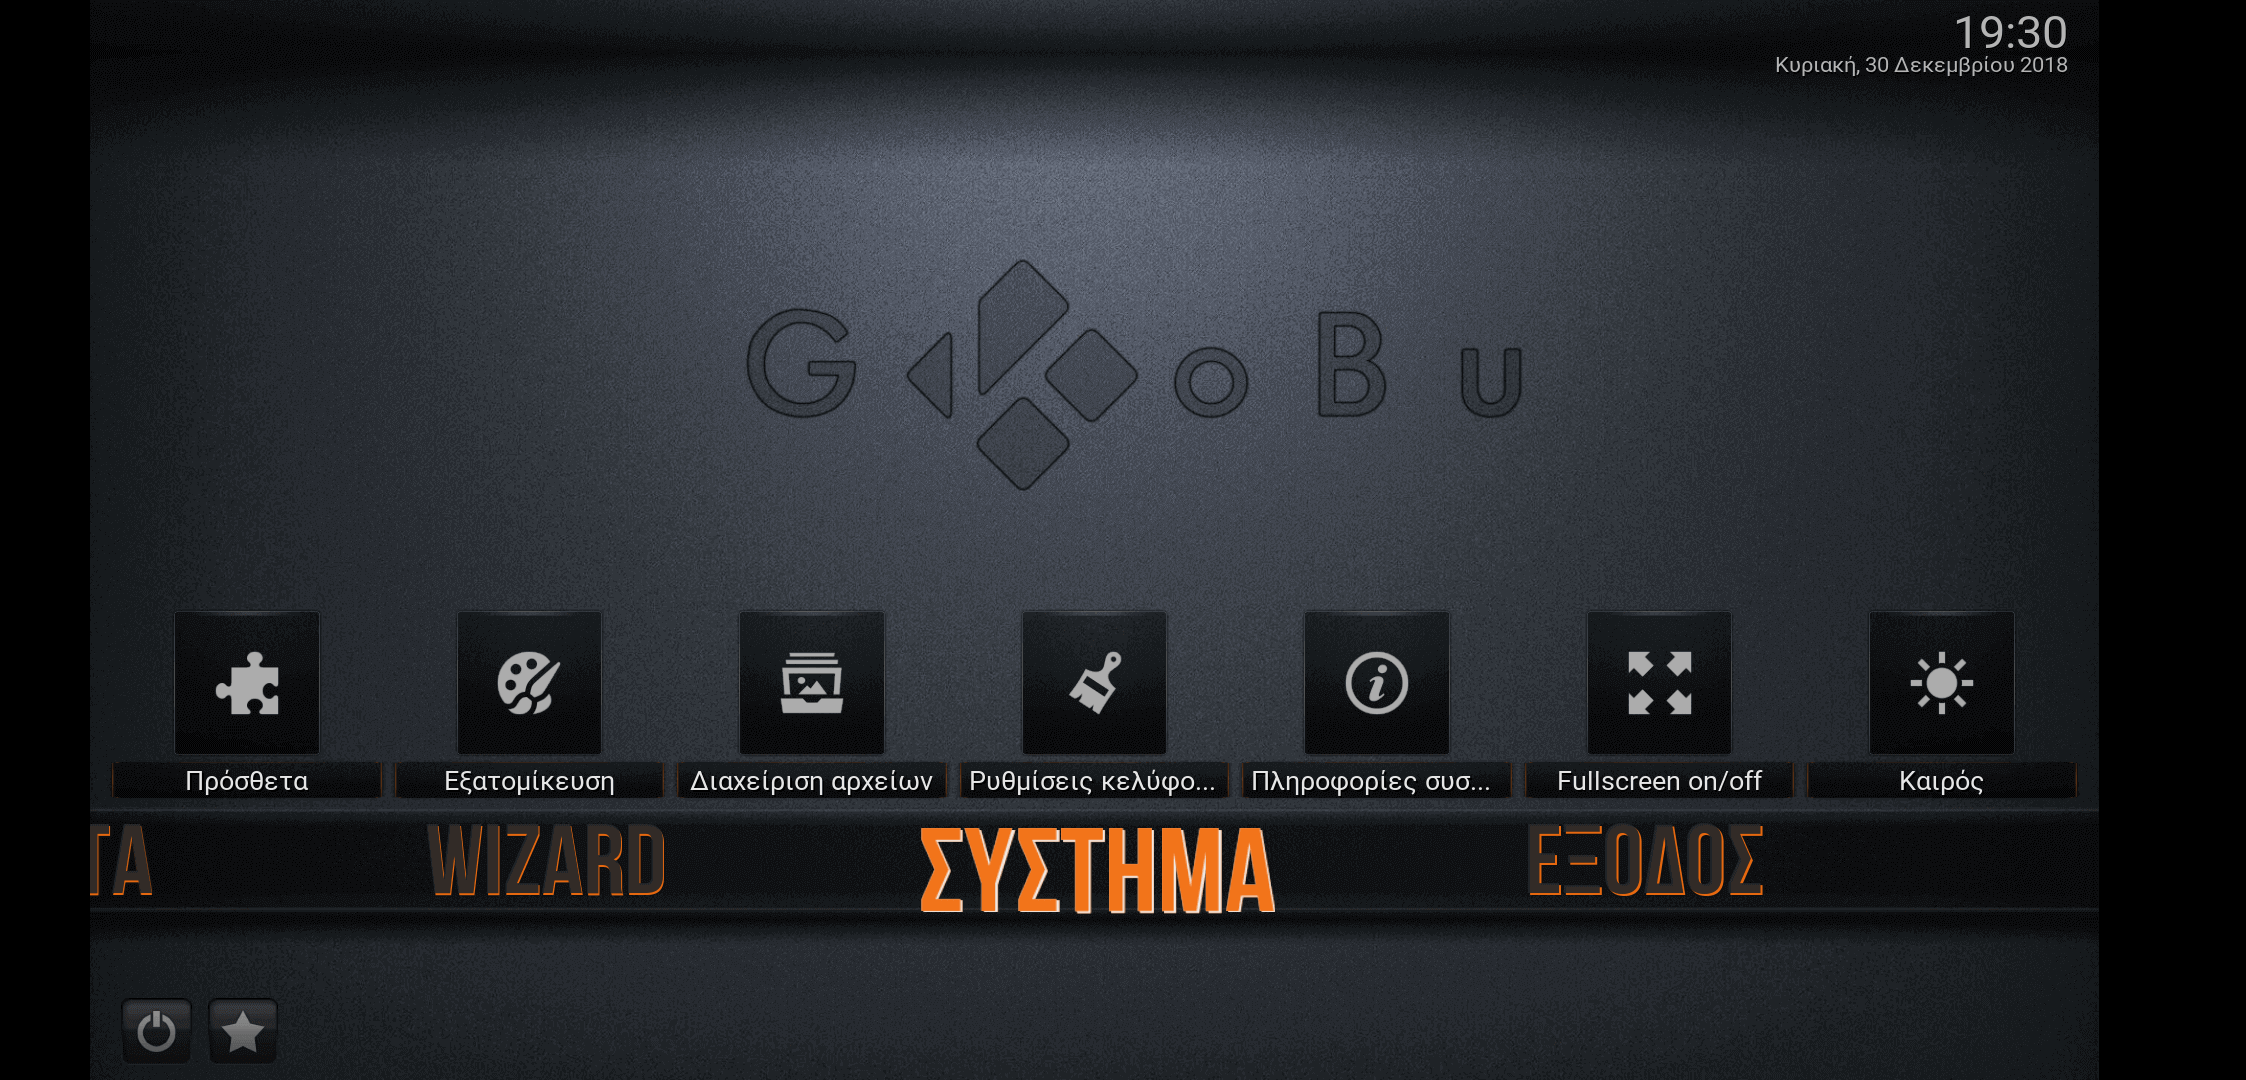 19:30
Κυριακή, 30 Δεκεμβρίου 2018
G K o B u
Πρόσθετα
Εξατομίκευση
Διαχείριση αρχείων
Ρυθμίσεις κελύφο...
Πληροφορίες συσ...
Fullscreen on/off
Καιρός
ΤΑ WIZARD ΣΥΣΤΗΜΑ ΕΞΟΔΟΣ